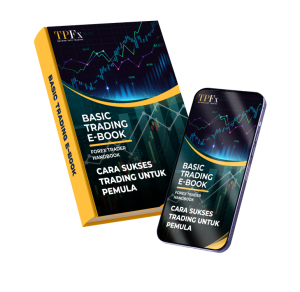 TPFx
BASIC TRADING E-BOOK
BASIC
TRADING
E-BOOK
FOREX TRADER
HANDBOOK
CARA SUKSES
TRADING UNTUK
PEMULA
TPFx
BASIC
TRADING
E-BOOK
FOREX TRADER
HANDBOOK
CARA SUKSES
TRADING UNTUK
PEMULA